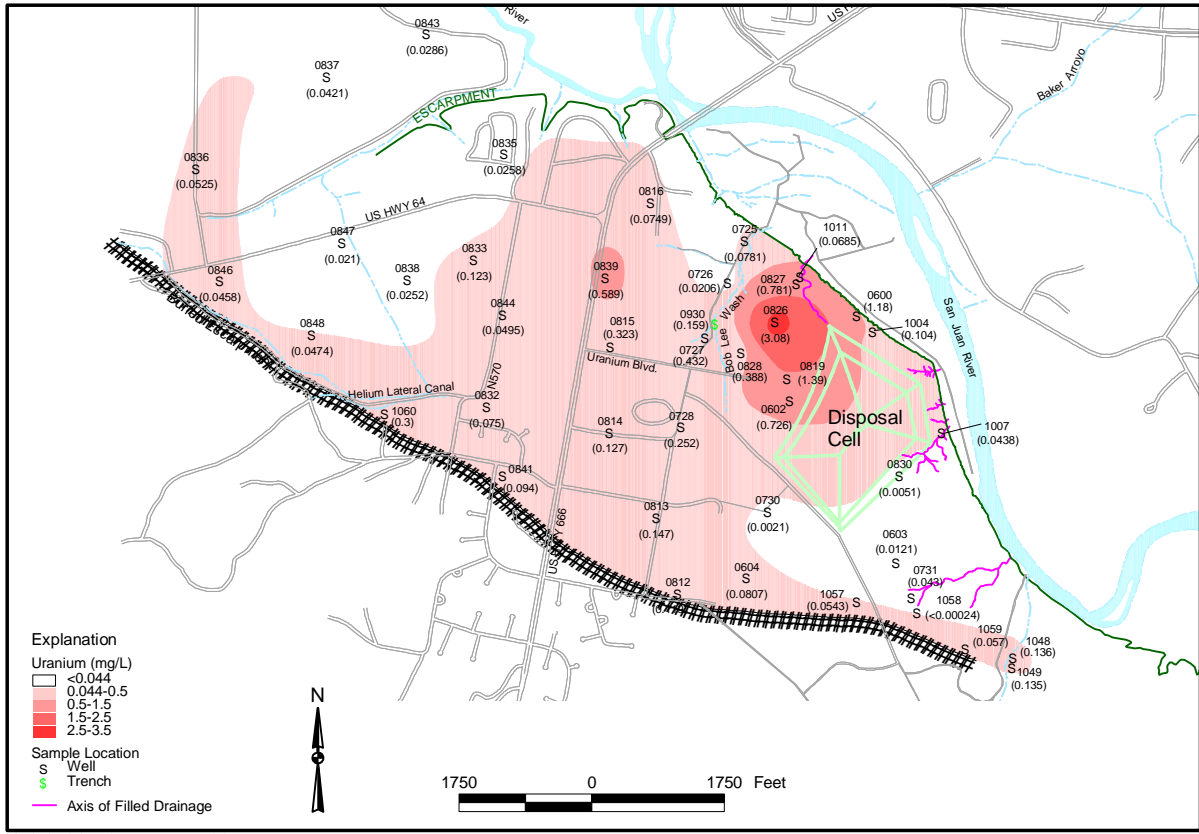 River
US H
0843
S
(0.0286)
0837
S
(0.0421)
Baker Arroyo
ESCARPMENT
0835
S
(0.0258)
0836
S
(0.0525)
0816
S
(0.0749)
US HWY 64
0847
S
(0.021)
0725
S
(0.0781)
1011
(0.0685)
0833
S
(0.123)
0838
S
(0.0252)
0846
S
(0.0458)
0839
S
(0.589)
0726
(0.0206)
S
0827
(0.781)
S
S
0600
(1.18)
S
0844
S
(0.0495)
0826
S
(3.08)
1004
S
(0.104)
San Juan River
0848
S
(0.0474)
0815
(0.323)
S
0930
(0.159)
$
S
0727
(0.432)
Bob Lee Wash
Uranium Blvd.
S
0828
(0.388)
0819
S
(1.39)
Helium Lateral Canal
N570
0832
S
(0.075)
1060
S
(0.3)
0602
S
(0.726)
Disposal
Cell
0814
S
(0.127)
0728
S
(0.252)
1007
S
(0.0438)
0841
S
(0.094)
0830
S
(0.0051)
0730
S
(0.0021)
0813
S
(0.147)
US HWY 666
0603
(0.0121)
S
0604
S
(0.0807)
0731
(0.043)
S
0812
S
1057
(0.0543)
S
1058
S
(<0.00024)
1059
(0.057)
S
1048
S
(0.136)
S
1049
(0.135)
Explanation
Uranium (mg/L)
<0.044
0.044-0.5
0.5-1.5
1.5-2.5
2.5-3.5
Sample Location
S Well
$ Trench
Axis of Filled Drainage
N
1750 0 1750 Feet